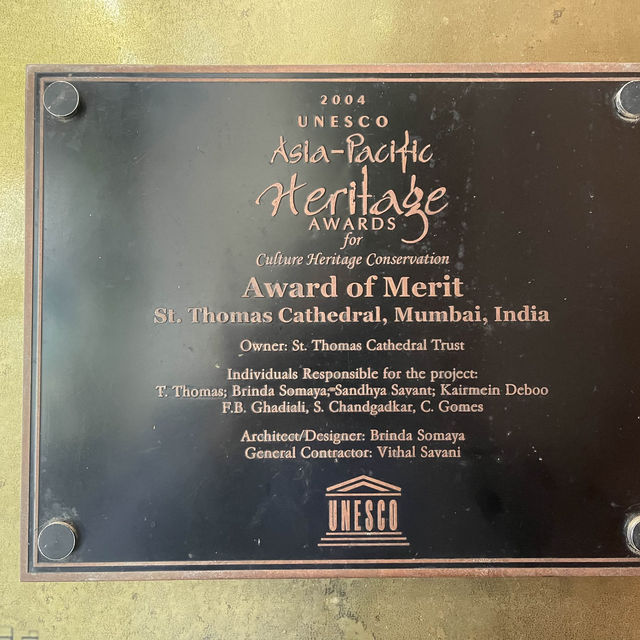 2004
UNESCO
Asia-Pacific
Heritage
AWARDS
for
Culture Heritage Conservation
Award of Merit
St. Thomas Cathedral, Mumbai, India
Owner: St. Thomas Cathedral Trust
Individuals Responsible for the project:
T. Thomas; Brinda Somaya; Sandhya Savant; Kairmein Deboo
F.B. Ghadiali, S. Chandgadkar, C. Gomes
Architect/Designer: Brinda Somaya
General Contractor: Vithal Savani
UNESCO